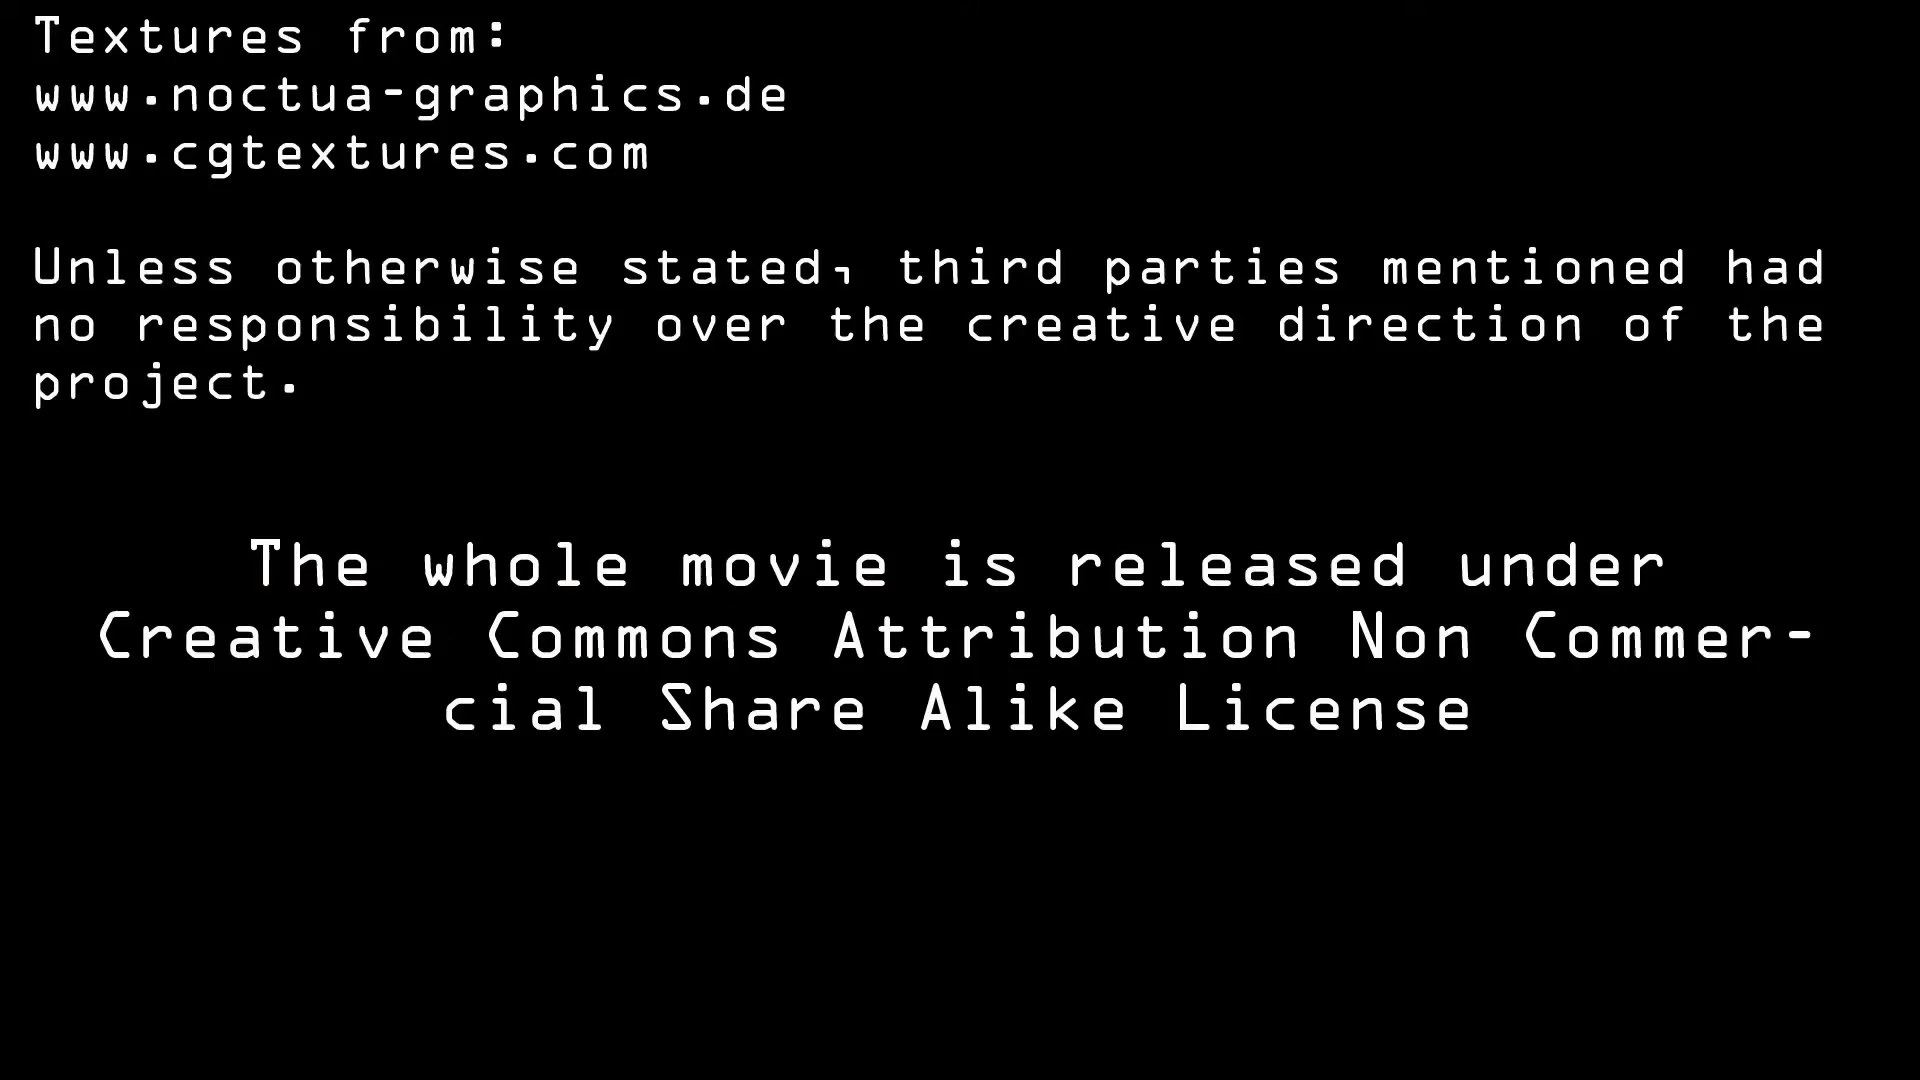 Textures from:
www.noctua-graphics.de
www.cgtextures.com
Unless otherwise stated, third parties mentioned had
no responsibility over the creative direction of the
project.
The whole movie is released under
Creative Commons Attribution Non Commer-
cial Share Alike License